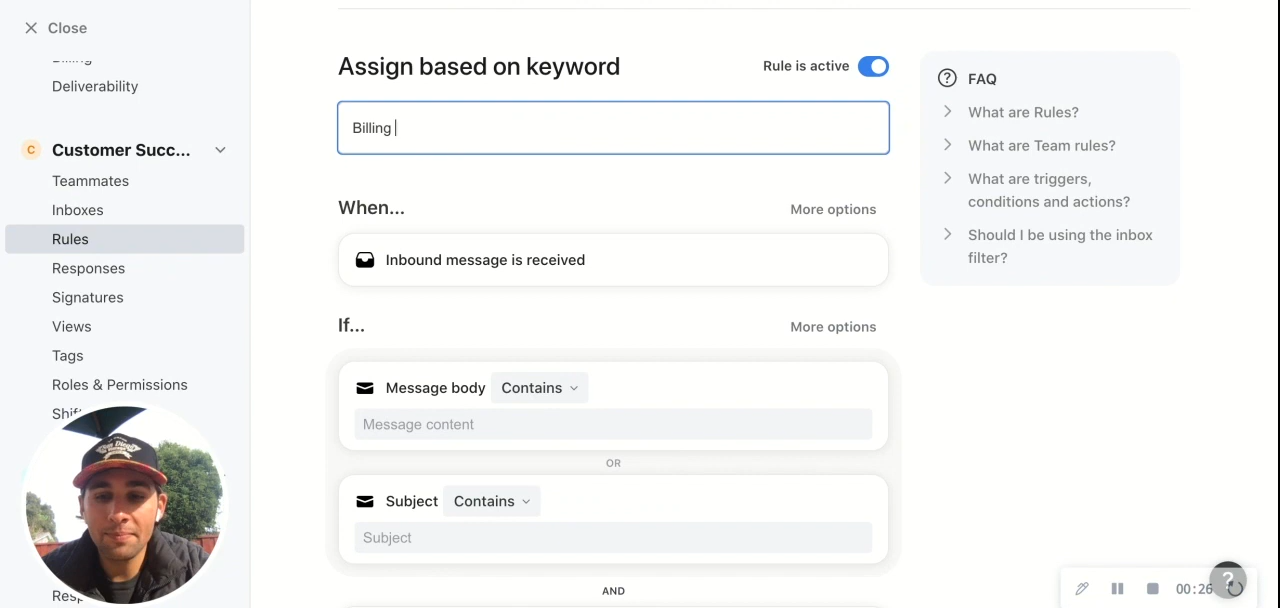 Close
Billing
Deliverability
C
Customer Succ...
Teammates
Inboxes
Rules
Responses
Signatures
Views
Tags
Roles & Permissions
Assign based on keyword
Rule is active
Billing
When...
More options
Inbound message is received
If...
More options
Message body Contains
Message content
OR
Subject Contains
Subject
AND
? FAQ
What are Rules?
What are Team rules?
What are triggers,
conditions and actions?
Should I be using the inbox
filter?
00:26
?